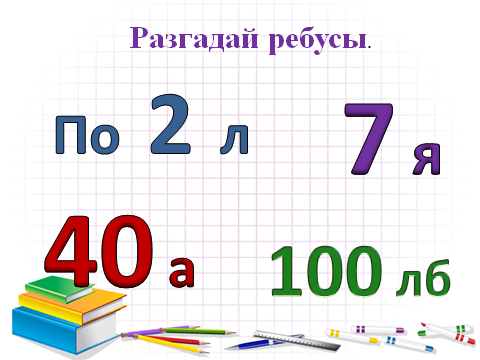 Разгадай ребусы.
По 2 л
7 я
40 а
100 лб